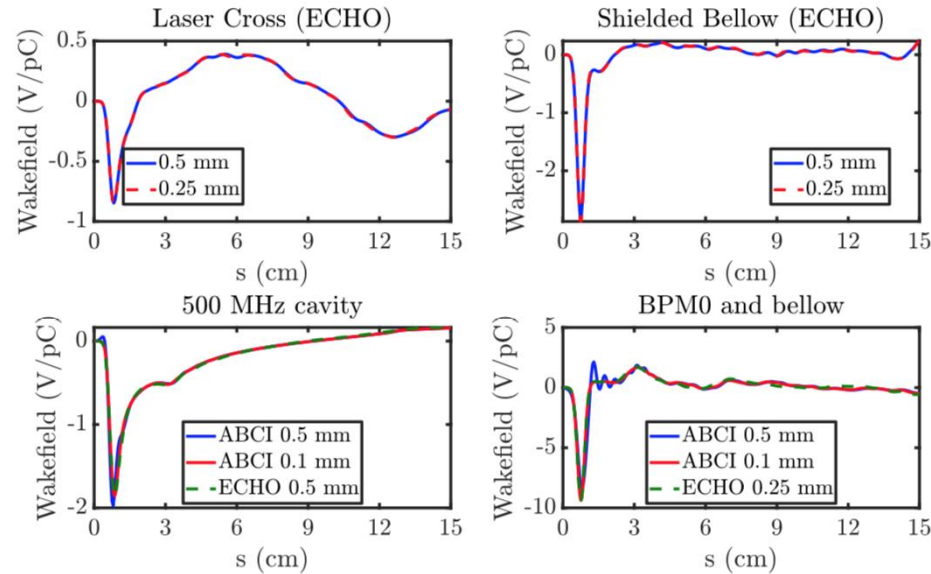 Laser Cross (ECHO)
Wakefield (V/pC)
0.5
0
-0.5
-1
0.5 mm
0.25 mm
0 3 6 9 12 15
s (cm)
Shielded Bellow (ECHO)
Wakefield (V/pC)
0
-1
-2
0.5 mm
0.25 mm
0 3 6 9 12 15
s (cm)
500 MHz cavity
Wakefield (V/pC)
0
-1
-2
ABCI 0.5 mm
ABCI 0.1 mm
ECHO 0.5 mm
0 3 6 9 12 15
s (cm)
BPM0 and bellow
Wakefield (V/pC)
5
0
-5
-10
ABCI 0.5 mm
ABCI 0.1 mm
ECHO 0.25 mm
0 3 6 9 12 15
s (cm)